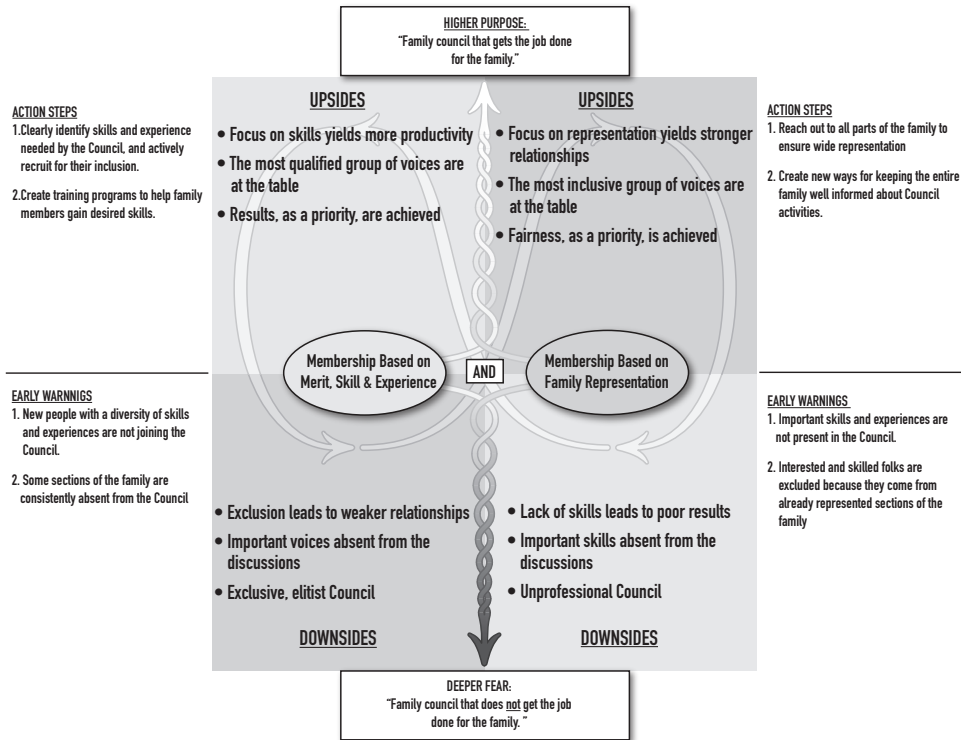 HIGHER PURPOSE:
“Family council that gets the job done
for the family.”
ACTION STEPS
1.Clearly identify skills and experience
needed by the Council, and actively
recruit for their inclusion.
2.Create training programs to help family
members gain desired skills.
UPSIDES
• Focus on skills yields more productivity
• The most qualified group of voices are
at the table
• Results, as a priority, are achieved
UPSIDES
• Focus on representation yields stronger
relationships
• The most inclusive group of voices are
at the table
• Fairness, as a priority, is achieved
ACTION STEPS
1. Reach out to all parts of the family to
ensure wide representation
2. Create new ways for keeping the entire
family well informed about Council
activities.
Membership Based on
Merit, Skill & Experience
AND
Membership Based on
Family Representation
EARLY WARNNIGS
1. New people with a diversity of skills
and experiences are not joining the
Council.
2. Some sections of the family are
consistently absent from the Council
• Exclusion leads to weaker relationships
• Important voices absent from the
discussions
• Exclusive, elitist Council
DOWNSIDES
• Lack of skills leads to poor results
• Important skills absent from the
discussions
• Unprofessional Council
DOWNSIDES
EARLY WARNINGS
1. Important skills and experiences are
not present in the Council.
2. Interested and skilled folks are
excluded because they come from
already represented sections of the
family
DEEPER FEAR:
“Family council that does not get the job
done for the family. ”